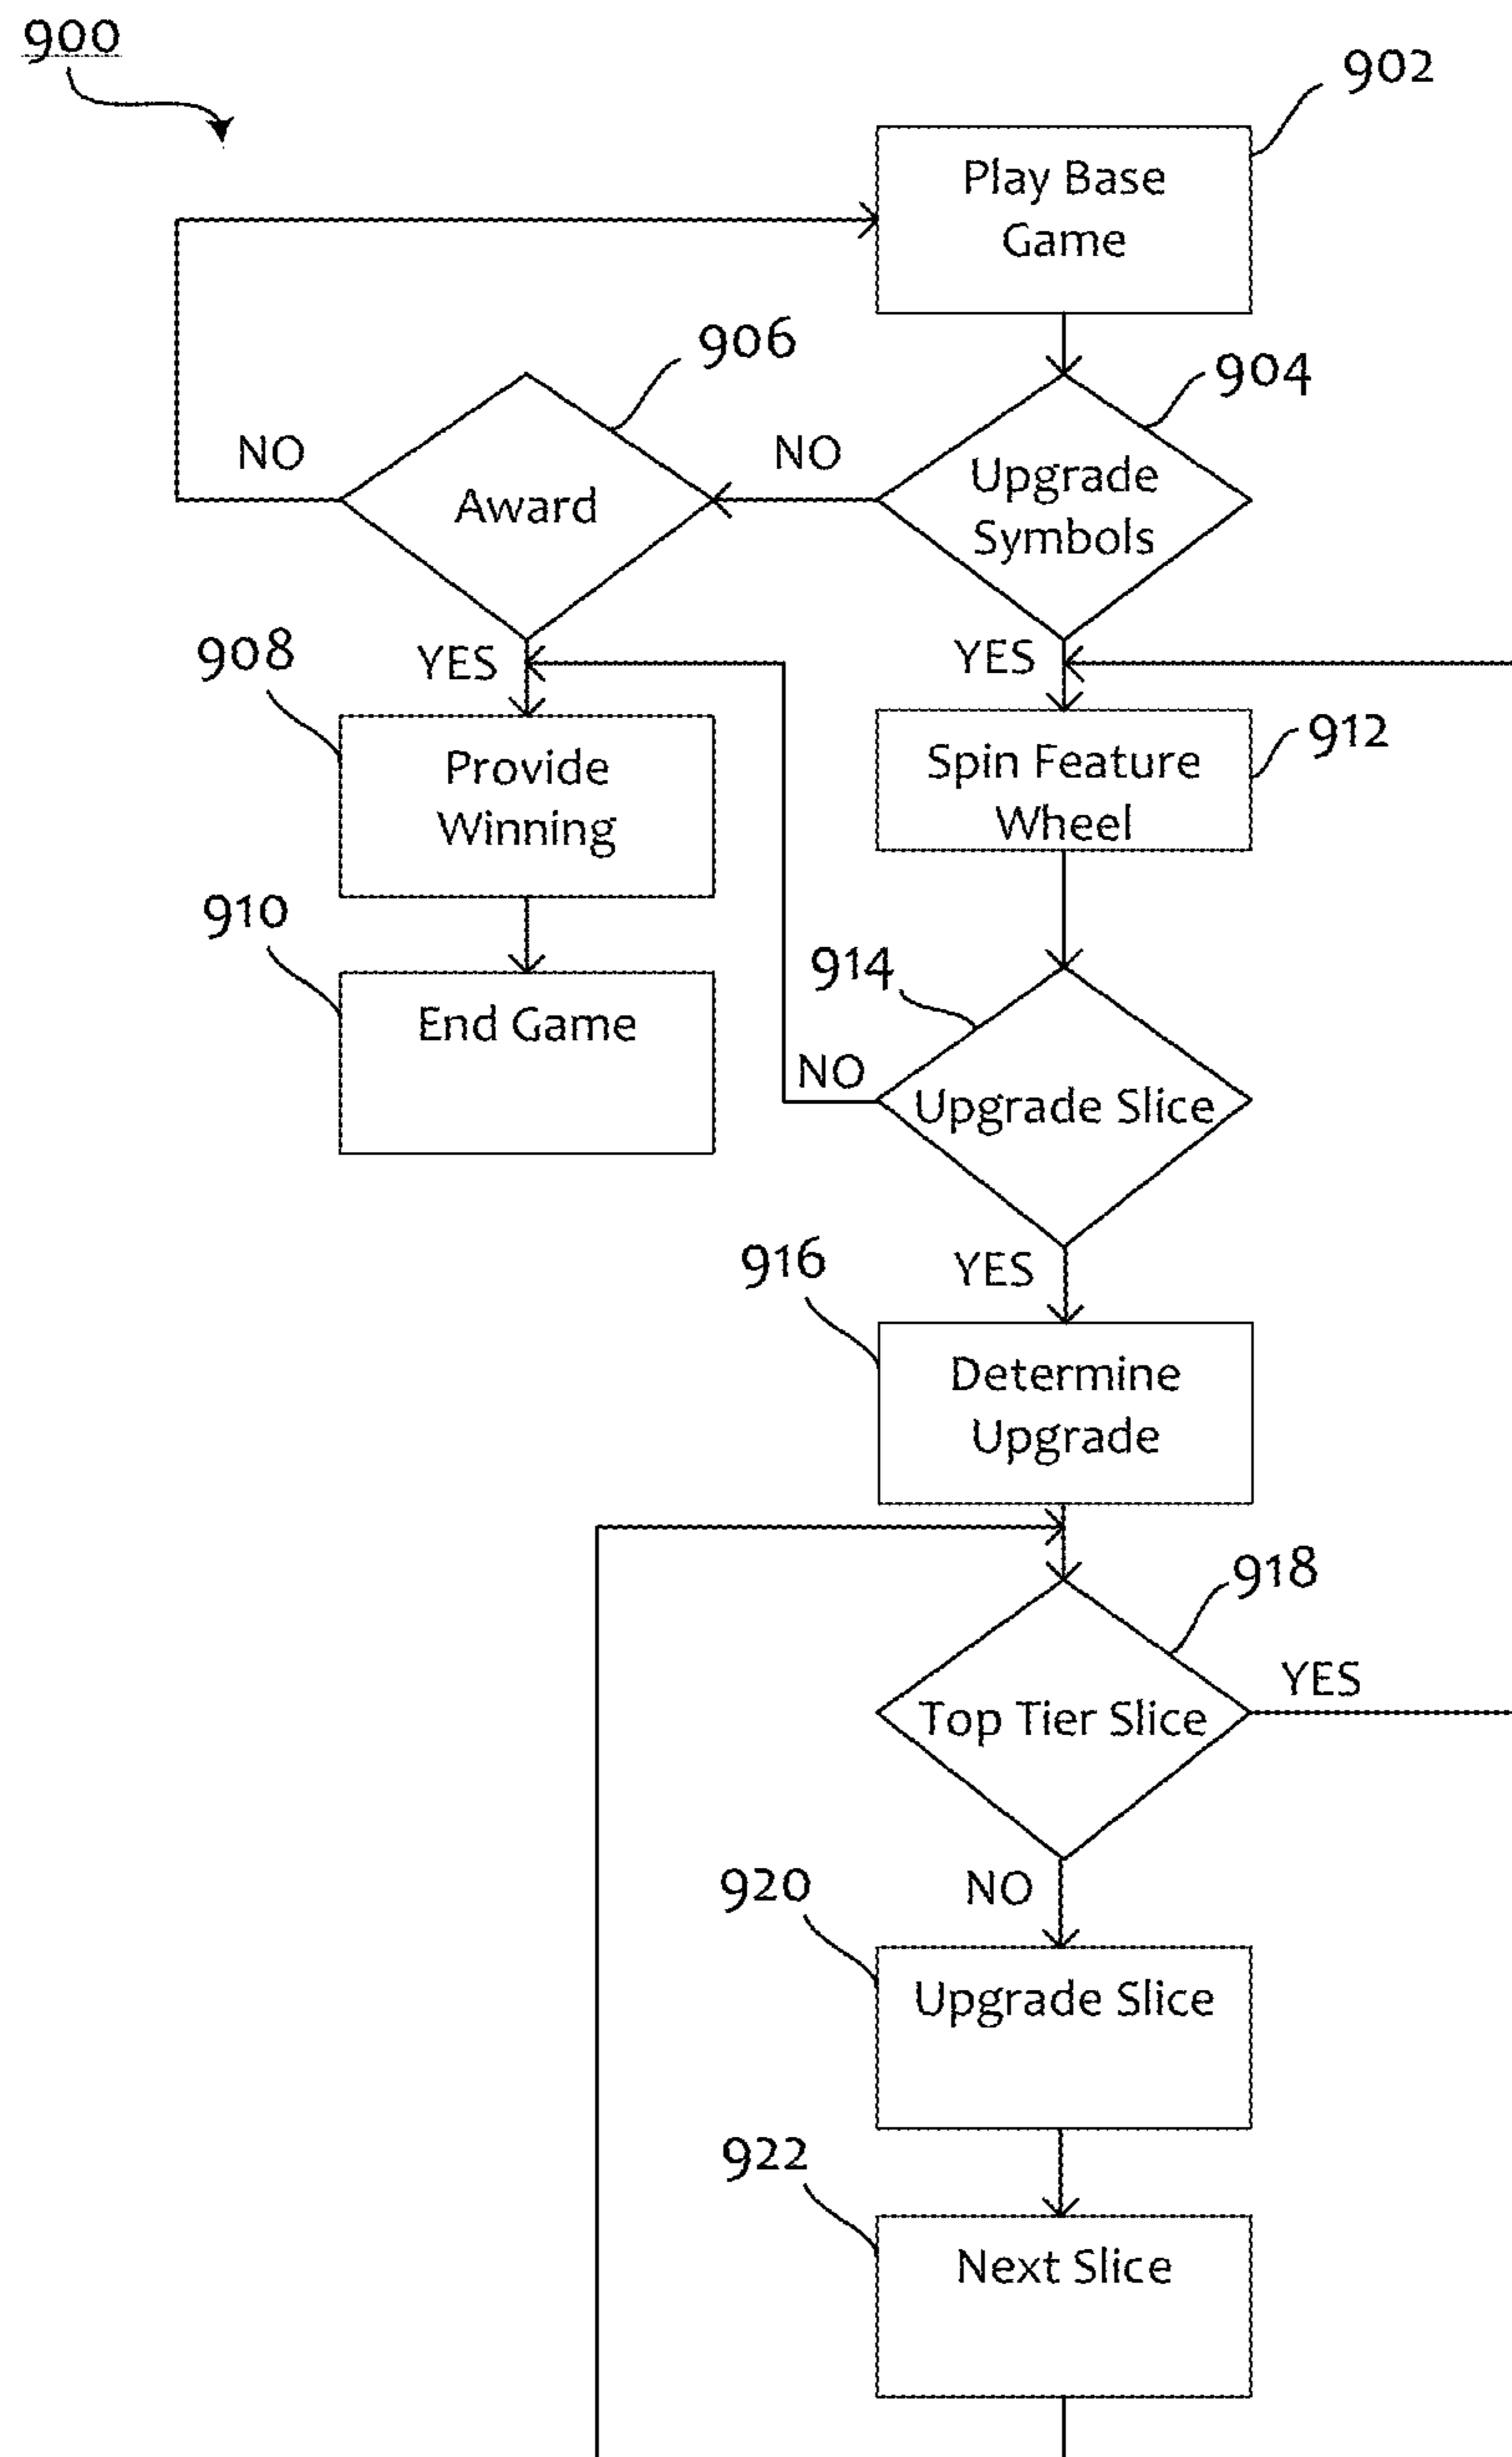 900
902
Play Base
Game
906
904
NO
NO
Award
Upgrade
Symbols
908
YES
YES
Provide
Winning
Spin Feature
Wheel
912
910
End Game
914
NO
Upgrade Slice
916
YES
Determine
Upgrade
918
YES
Top Tier Slice
920
NO
Upgrade Slice
922
Next Slice